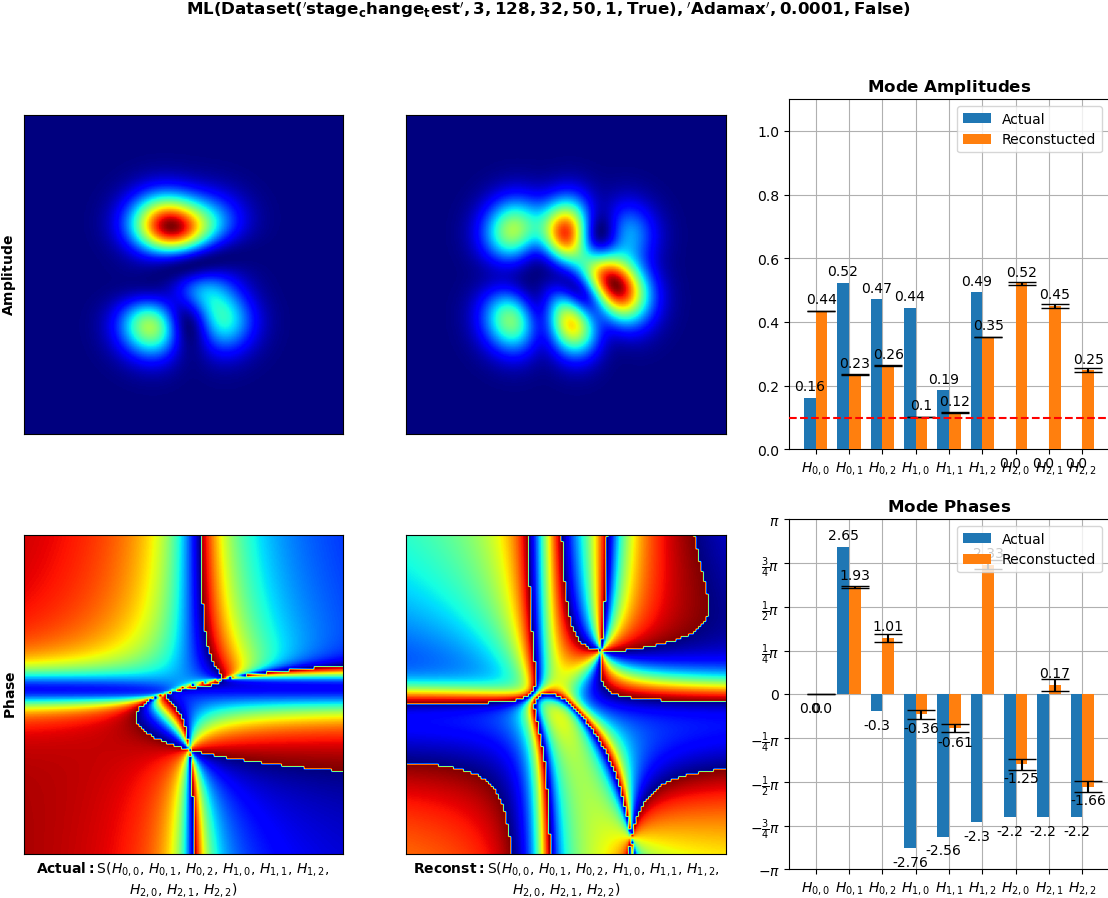 ML(Dataset('stage_change_test', 3, 128, 32, 50, 1, True), 'Adamax', 0.0001, False)
Amplitude
Mode Amplitudes
Actual
Reconstucted
1.0
0.8
0.6
0.4
0.2
0.0
0.16
0.44
0.52
0.23
0.47
0.26
0.44
0.1
0.19
0.12
0.49
0.35
0.52
0.45
0.25
0.0 0.0 0.0
H0,0 H0,1 H0,2 H1,0 H1,1 H1,2 H2,0 H2,1 H2,2
Phase
Mode Phases
Actual
Reconstucted
π
3/4π
1/2π
1/4π
0
−1/4π
−1/2π
−3/4π
−π
0.0
0.0
2.65
1.93
-0.3
1.01
-2.76
-0.36
-2.56
-0.61
-2.3
2.33
-2.2
-1.25
-2.2
0.17
-2.2
-1.66
H0,0 H0,1 H0,2 H1,0 H1,1 H1,2 H2,0 H2,1 H2,2
Actual: S(H0,0, H0,1, H0,2, H1,0, H1,1, H1,2,
H2,0, H2,1, H2,2)
Reconst: S(H0,0, H0,1, H0,2, H1,0, H1,1, H1,2,
H2,0, H2,1, H2,2)